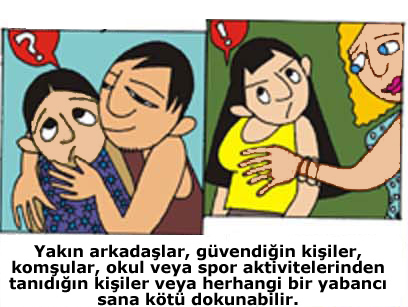 ?
!
Yakın arkadaşlar, güvendiğin kişiler,
komşular, okul veya spor aktivitelerinden
tanıdığın kişiler veya herhangi bir yabancı
sana kötü dokunabilir.